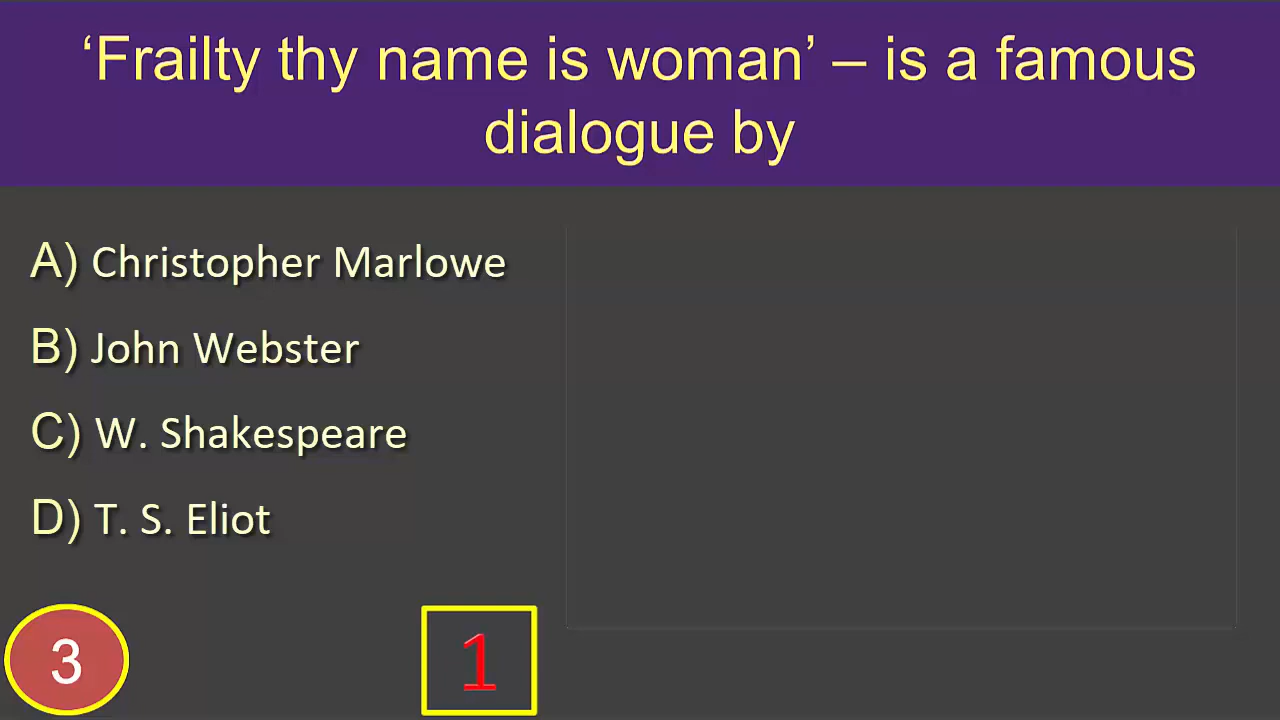 ‘Frailty thy name is woman’ – is a famous
dialogue by
A) Christopher Marlowe
B) John Webster
C) W. Shakespeare
D) T. S. Eliot
3
1